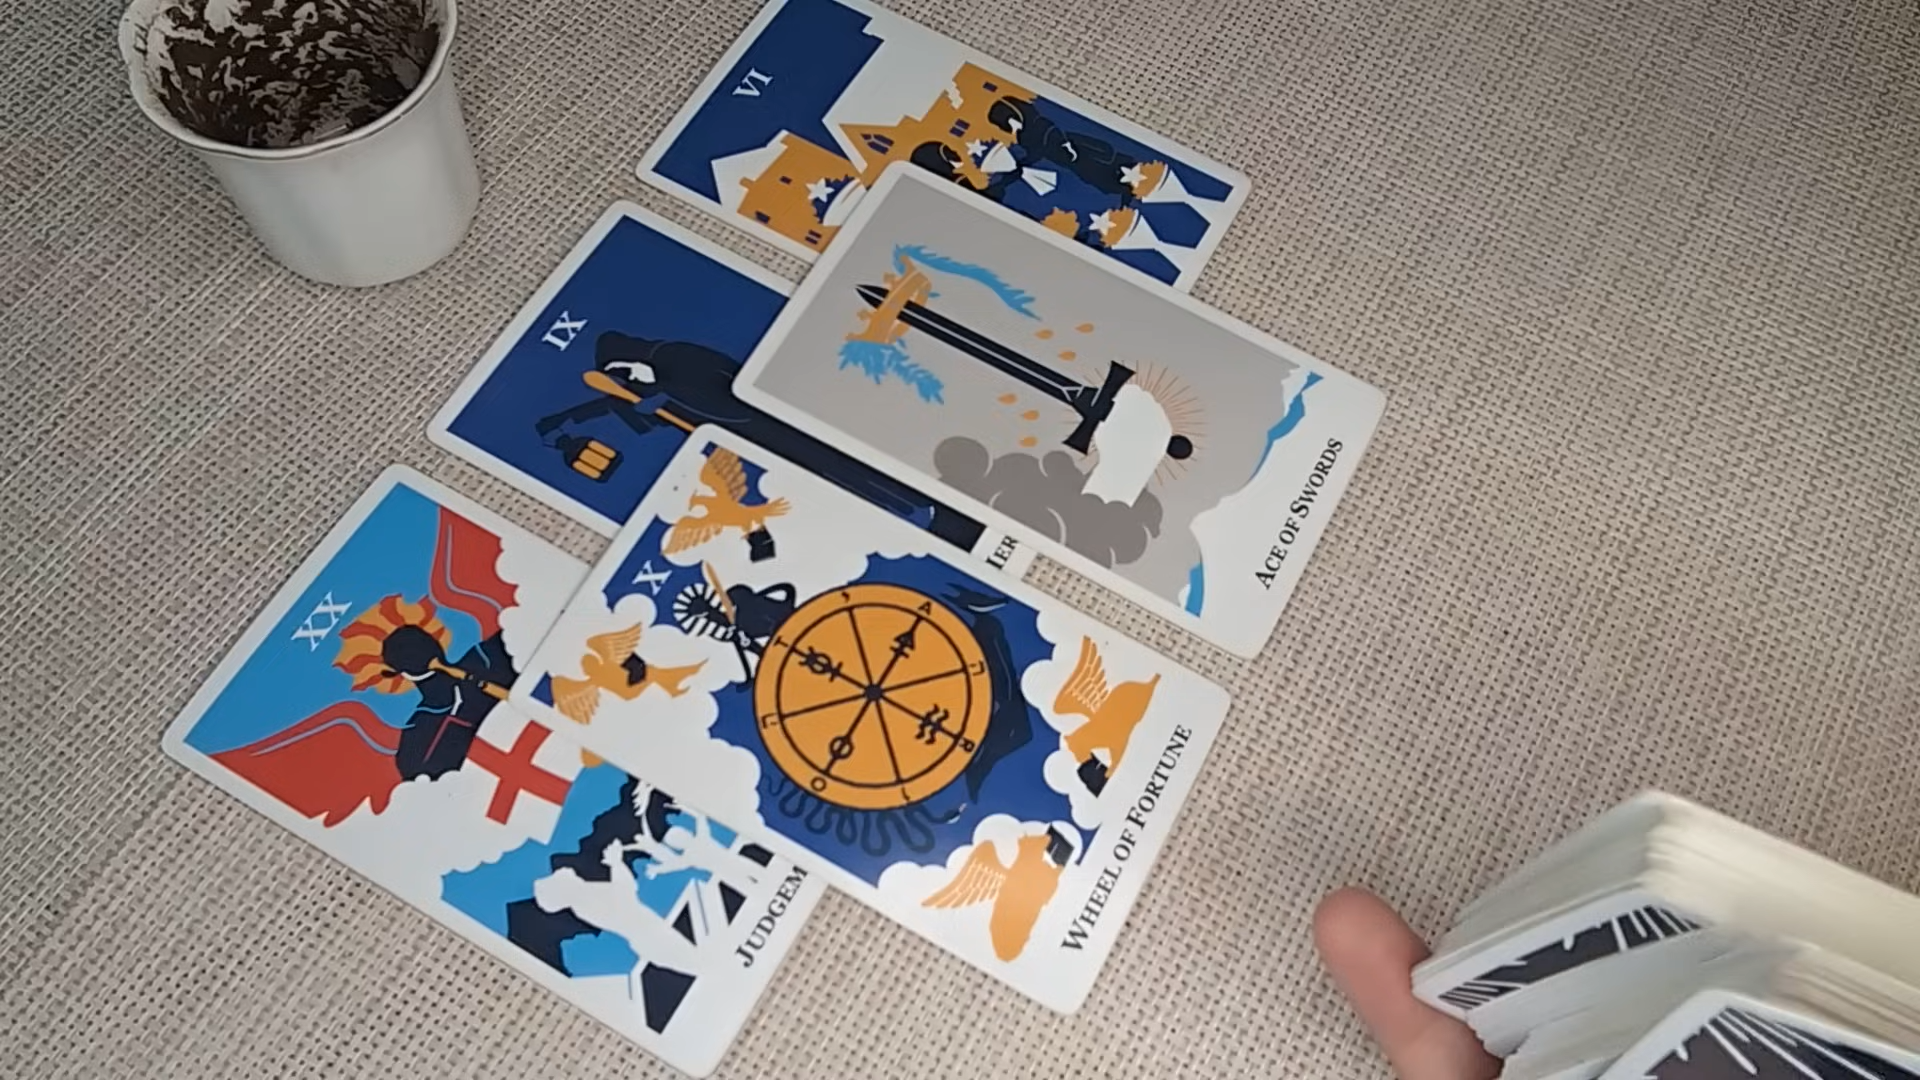 VI
IX
IER
ACE OF SWORDS
XX
JUDGEM
X
WHEEL OF FORTUNE
T
A
R
O